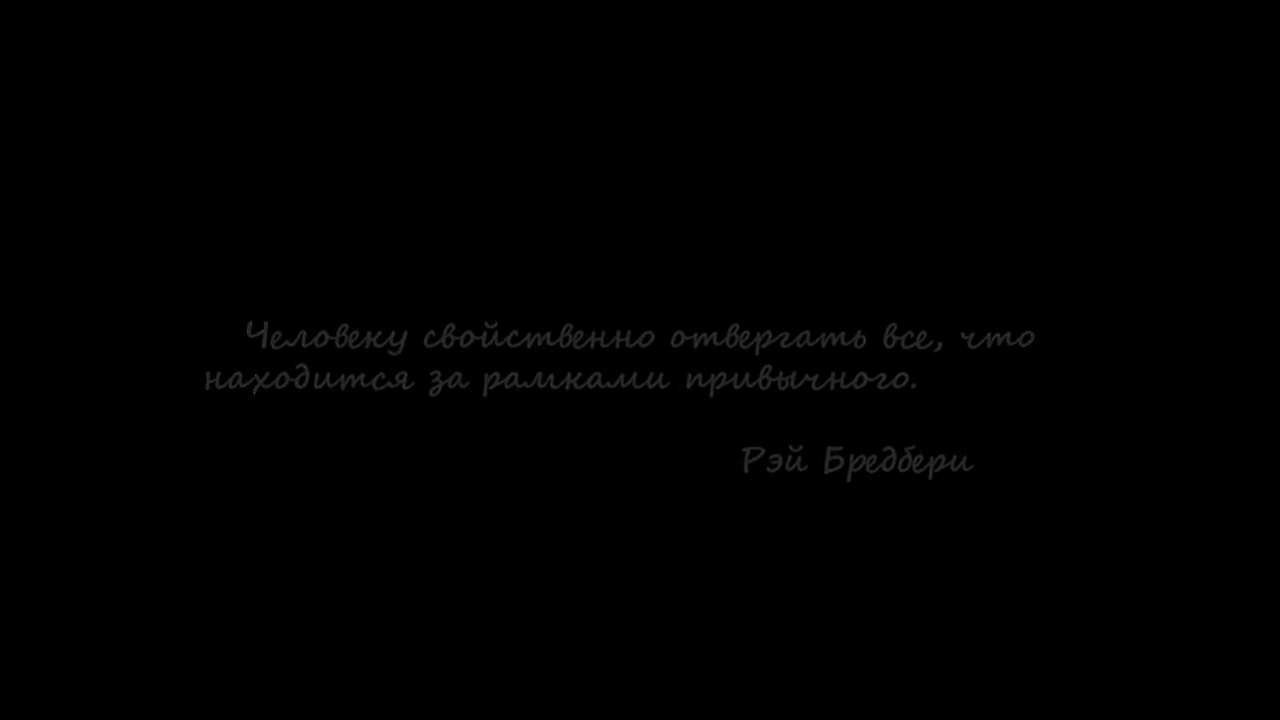 Человеку свойственно отвергать все, что
находится за рамками привычного.
Рэй Бредбери